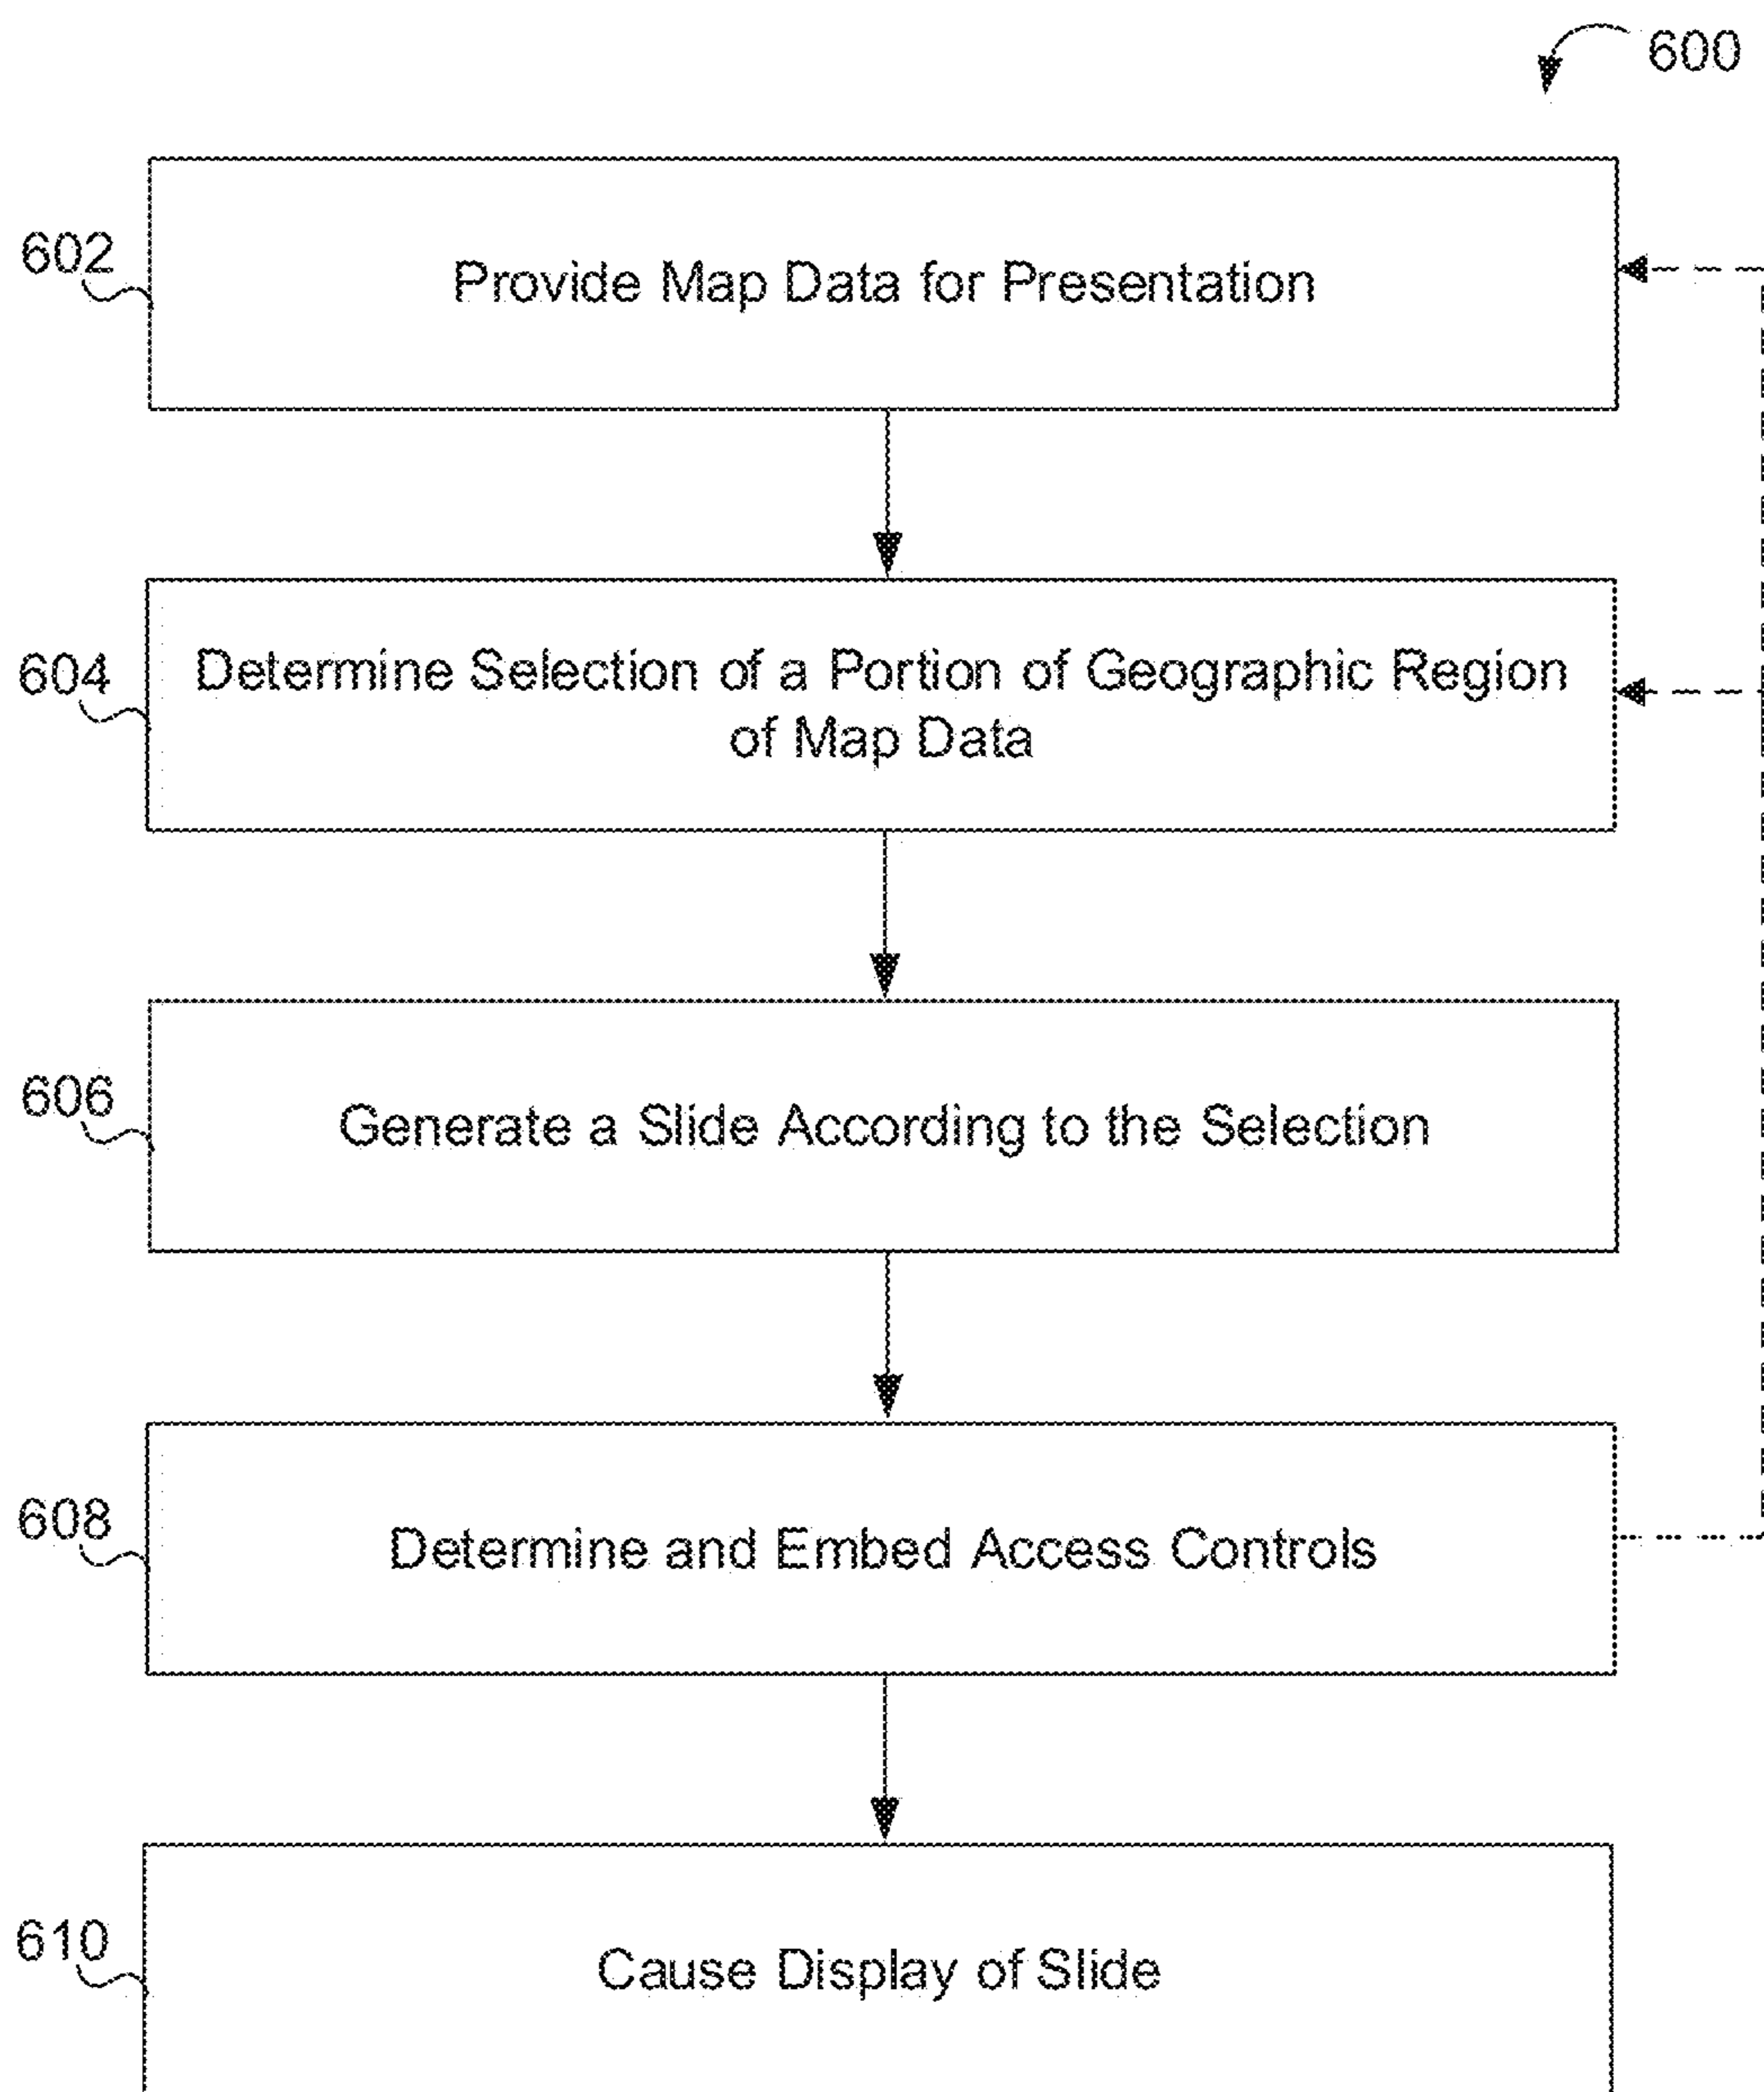 600
602
Provide Map Data for Presentation
604
Determine Selection of a Portion of Geographic Region
of Map Data
606
Generate a Slide According to the Selection
608
Determine and Embed Access Controls
610
Cause Display of Slide